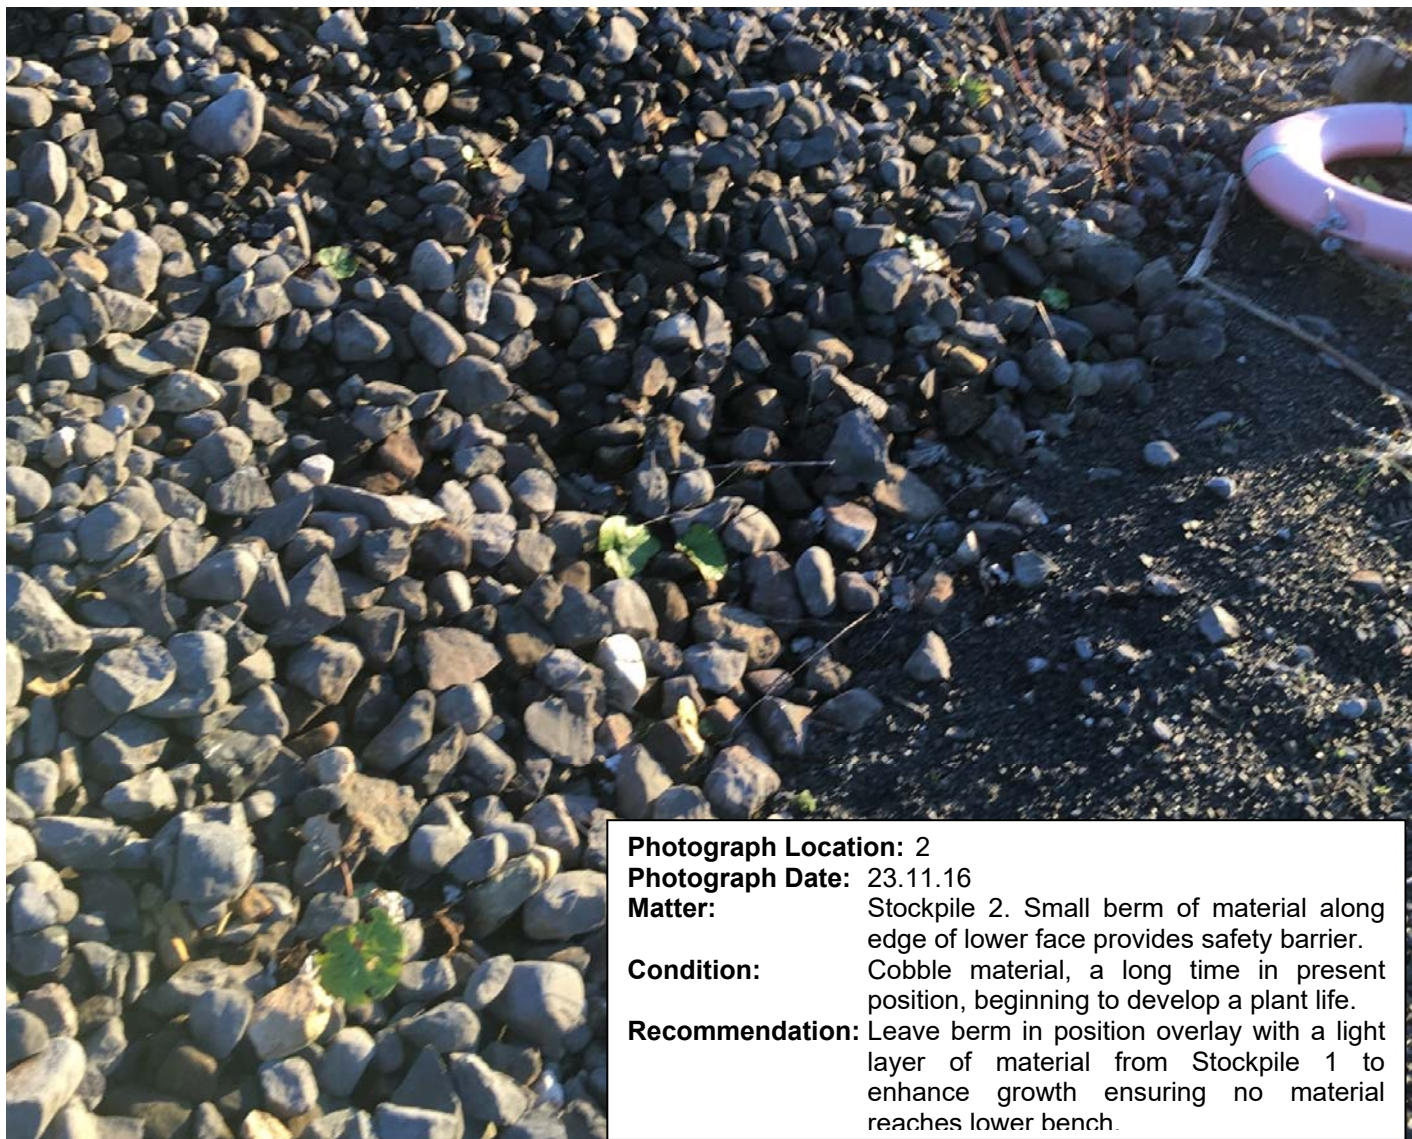 Photograph Location: 2
Photograph Date: 23.11.16
Matter: Stockpile 2. Small berm of material along
edge of lower face provides safety barrier.
Condition: Cobble material, a long time in present
position, beginning to develop a plant life.
Recommendation: Leave berm in position overlay with a light
layer of material from Stockpile 1 to
enhance growth ensuring no material
reaches lower bench.